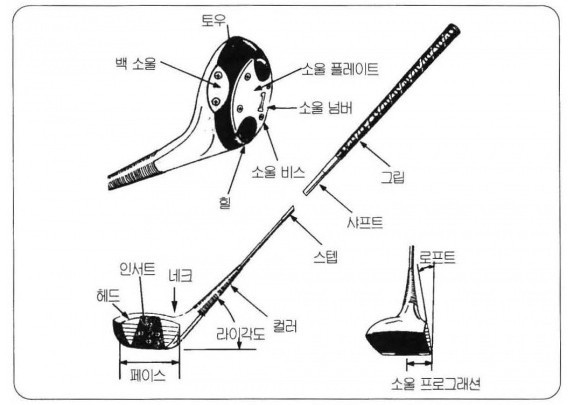 토우
백 소울
소울 플레이트
소울 넘버
1
소울 비스
힐
그립
샤프트
스텝
로프트
인서트
네크
헤드
라이각도
컬러
페이스
소울 프로그래션